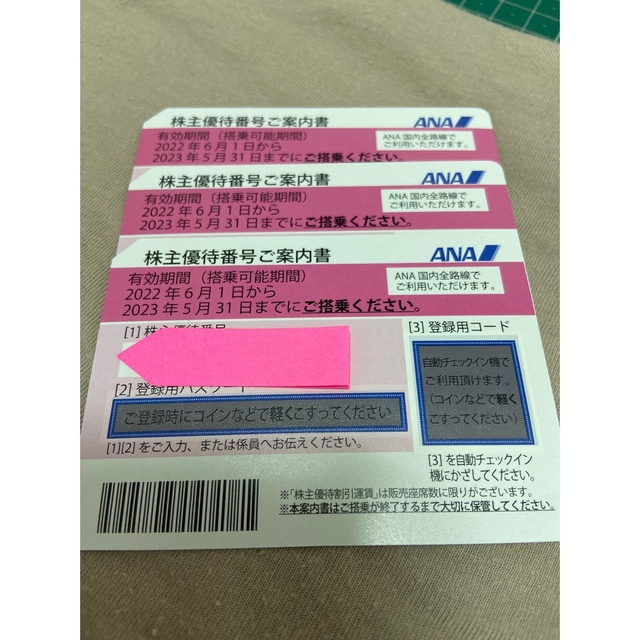 株主優待番号ご案内書 ANA
有効期間（搭乗可能期間）
2022年6月1日から
2023年5月31日までにご搭乗ください。
ANA国内全路線で
ご利用いただけます。
株主優待番号ご案内書 ANA
有効期間（搭乗可能期間）
2022年6月1日から
2023年5月31日までにご搭乗ください。
ANA国内全路線で
ご利用いただけます。
株主優待番号ご案内書 ANA
有効期間（搭乗可能期間）
2022年6月1日から
2023年5月31日までにご搭乗ください。
ANA国内全路線で
ご利用いただけます。
[1] 株主優待番号
[2] 登録用パスワード
ご登録時にコインなどで軽くこすってください
[1][2]をご入力、または係員へお伝えください。
[3] 登録用コード
自動チェックイン機で
ご利用頂けます。
(コインなどで軽く
こすってください)
[3]を自動チェックイン
機にかざしてください。
※「株主優待割引運賃」は販売座席数に限りがございます。
※本案内書はご搭乗が終了するまで大切に保管してください。